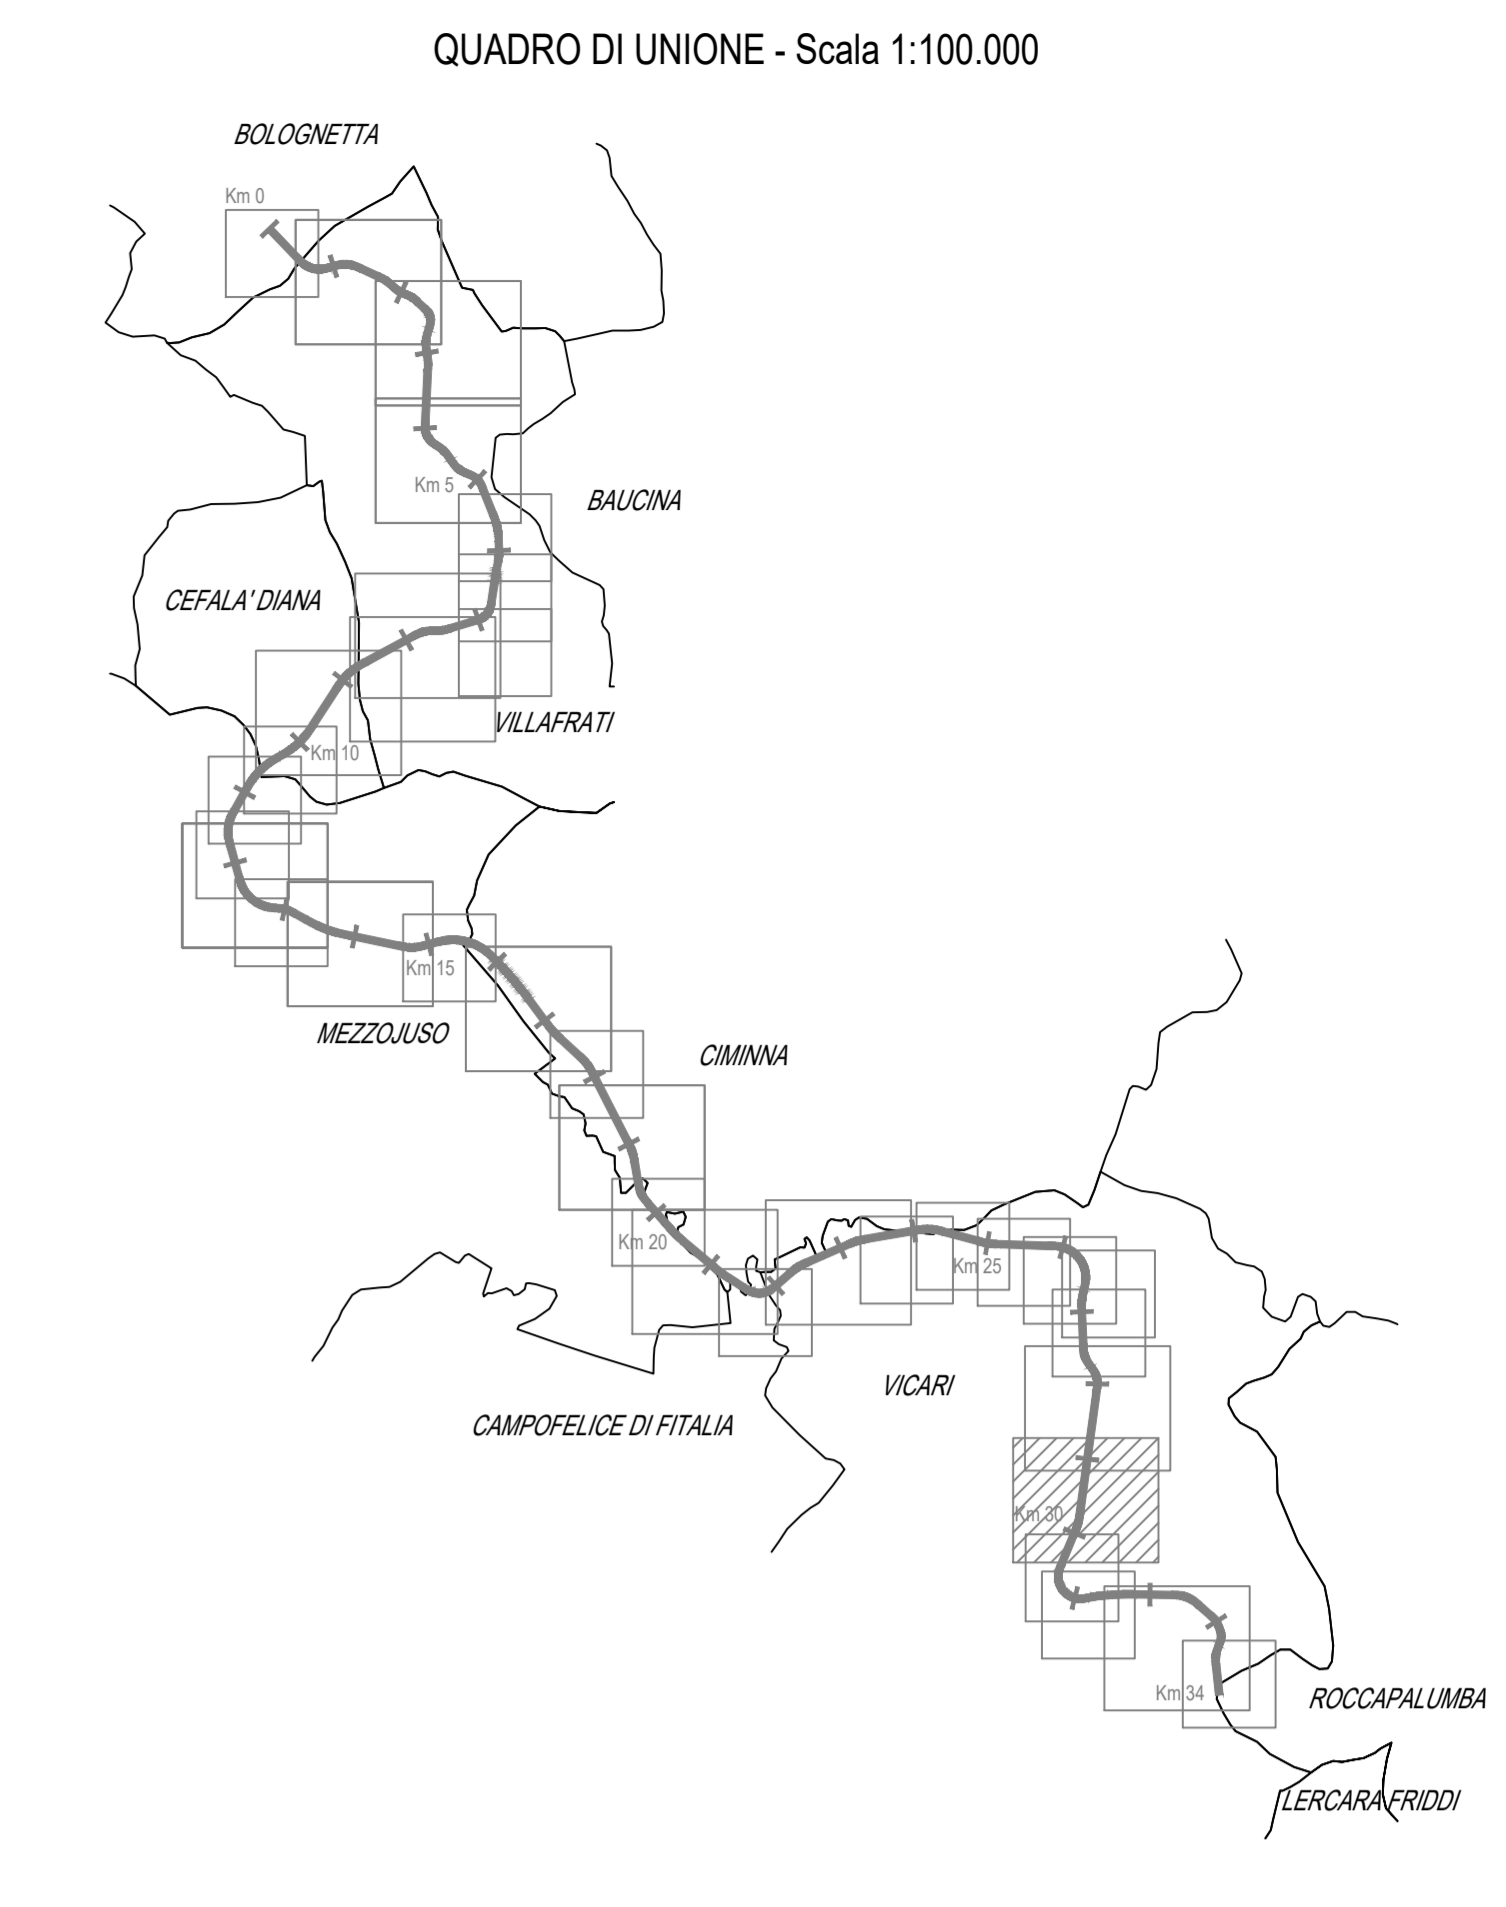 QUADRO DI UNIONE - Scala 1:100.000
BOLOGNETTA
Km 0
Km 5
BAUCINA
CEFALA' DIANA
VILLAFRATI
Km 10
Km 15
MEZZOJUSO
CIMINNA
Km 20
Km 25
VICARI
CAMPOFELICE DI FITALIA
Km 30
Km 34
ROCCAPALUMBA
LERCARA FRIDDI